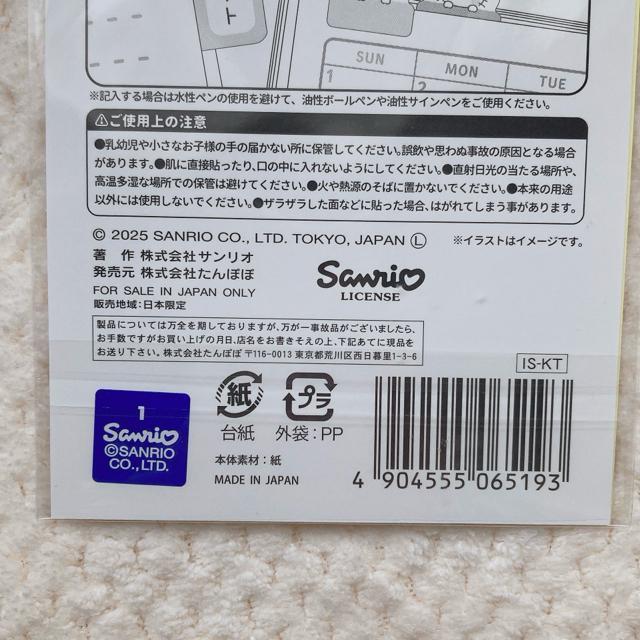 ト
SUN
MON
TUE
1
2
※記入する場合は水性ペンの使用を避けて、油性ボールペンや油性サインペンをご使用ください。
⚠ご使用上の注意
●乳幼児や小さなお子様の手の届かない所に保管してください。誤飲や思わぬ事故の原因となる場合
があります。●肌に直接貼ったり、口の中に入れないようにしてください。●直射日光の当たる場所や、
高温多湿な場所での保管は避けてください。●火や熱源のそばに置かないでください。●本来の用途
以外には使用しないでください。●ザラザラした面などに貼った場合、はがれてしまう事があります。
© 2025 SANRIO CO., LTD. TOKYO, JAPAN Ⓛ
※イラストはイメージです。
著 作 株式会社サンリオ
発売元 株式会社たんぽぽ
FOR SALE IN JAPAN ONLY
販売地域:日本限定
Sanrio
LICENSE
製品については万全を期しておりますが、万が一事故品がございましたら、
お手数ですがお買い上げの月日、店名をお書きそえの上、下記あてに現品を
お送り下さい。株式会社たんぽぽ 〒116-0013 東京都荒川区西日暮里1-3-6
IS-KT
1
Sanrio
©SANRIO
CO., LTD.
紙
台紙
プラ
外袋:PP
本体素材:紙
MADE IN JAPAN
4 904555 065193